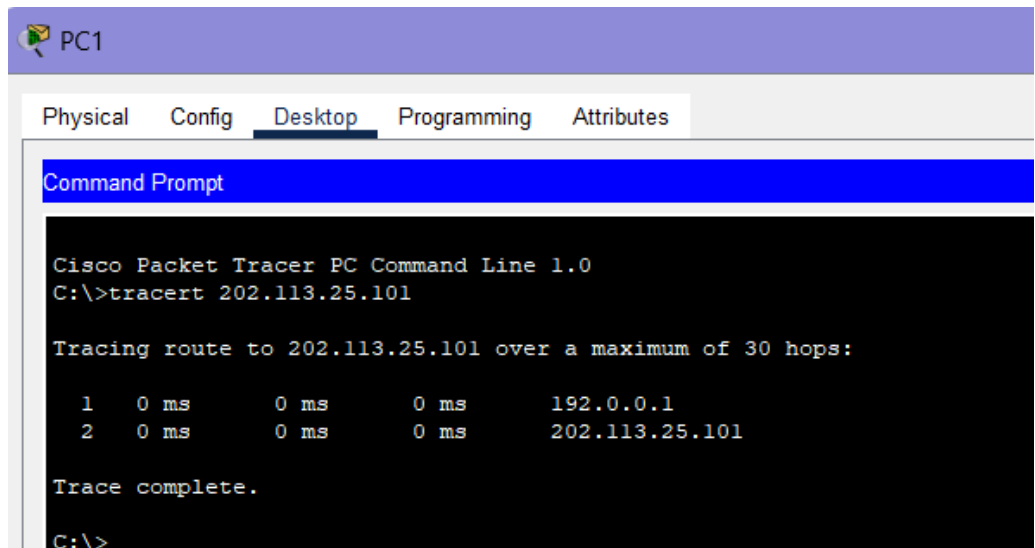 PC1
Physical Config Desktop Programming Attributes
Command Prompt
Cisco Packet Tracer PC Command Line 1.0
C:\>tracert 202.113.25.101
Tracing route to 202.113.25.101 over a maximum of 30 hops:
1 0 ms 0 ms 0 ms 192.0.0.1
2 0 ms 0 ms 0 ms 202.113.25.101
Trace complete.
C:\>